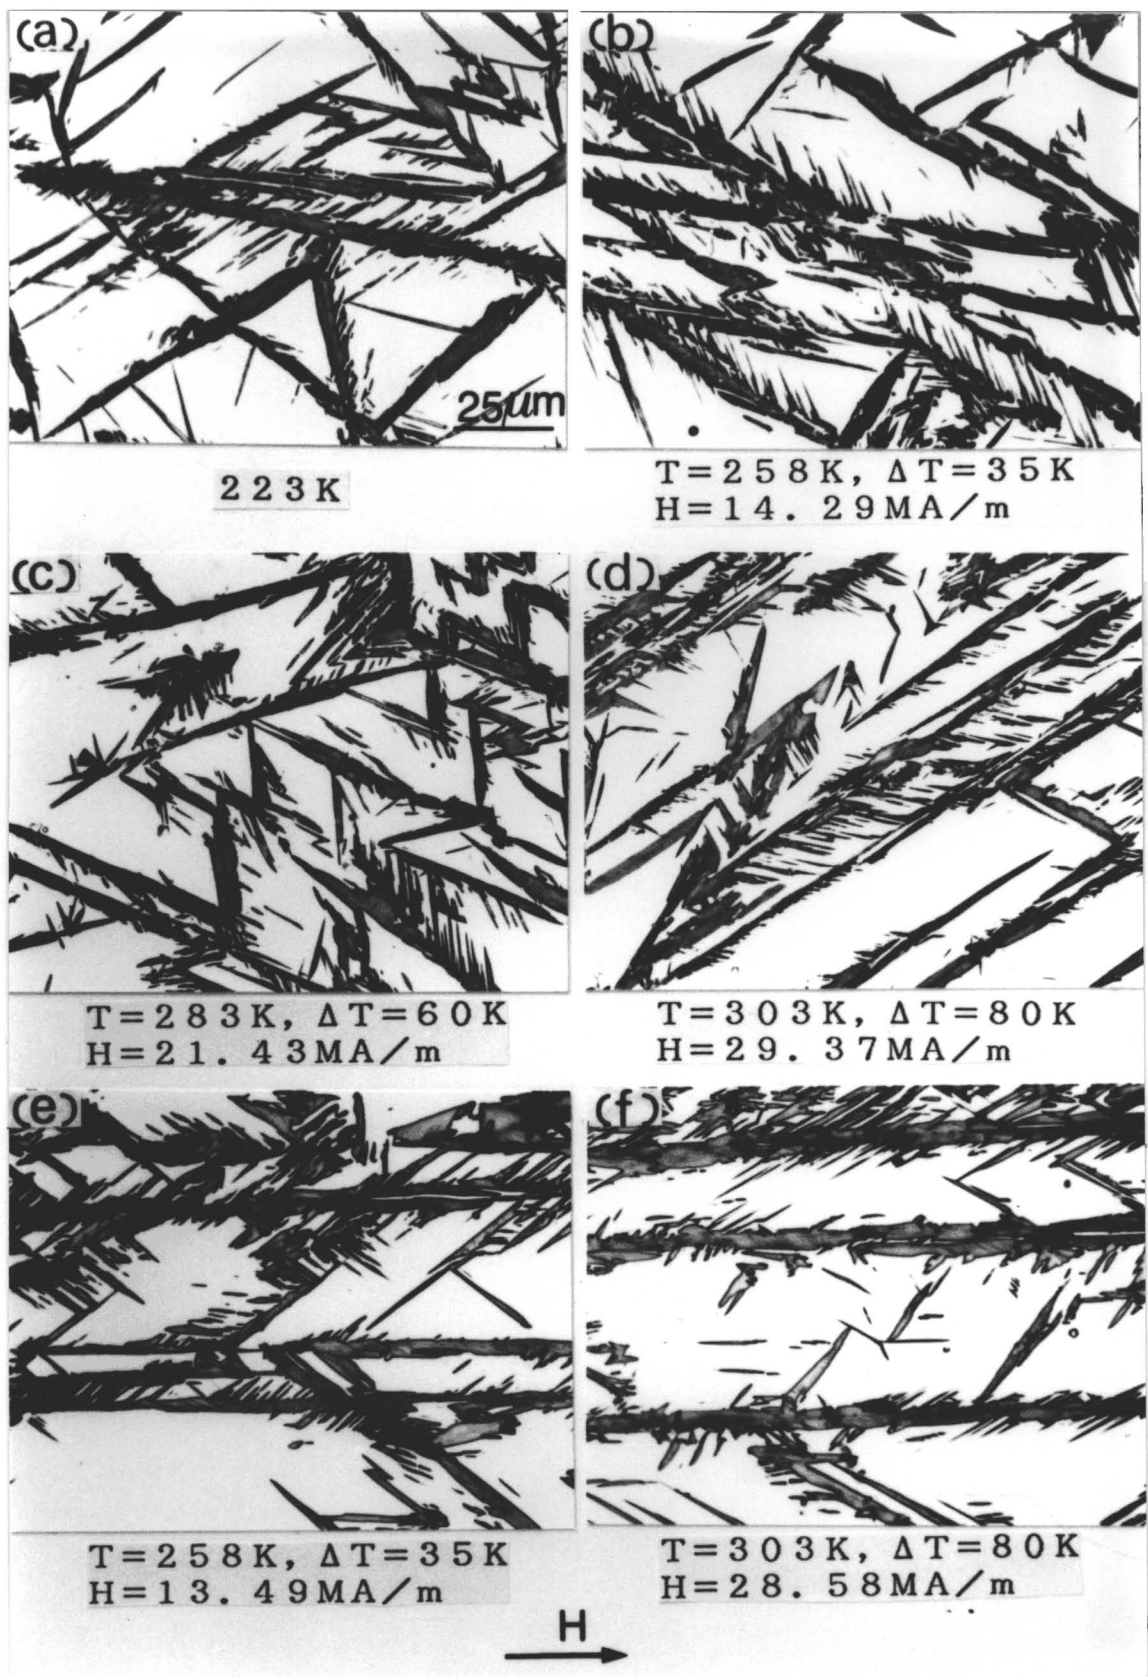 (a)
(b)
25μm
223K
T=258K, ΔT=35K
H=14.29MA/m
(c)
(d)
T=283K, ΔT=60K
H=21.43MA/m
T=303K, ΔT=80K
H=29.37MA/m
(e)
(f)
T=258K, ΔT=35K
H=13.49MA/m
T=303K, ΔT=80K
H=28.58MA/m
H